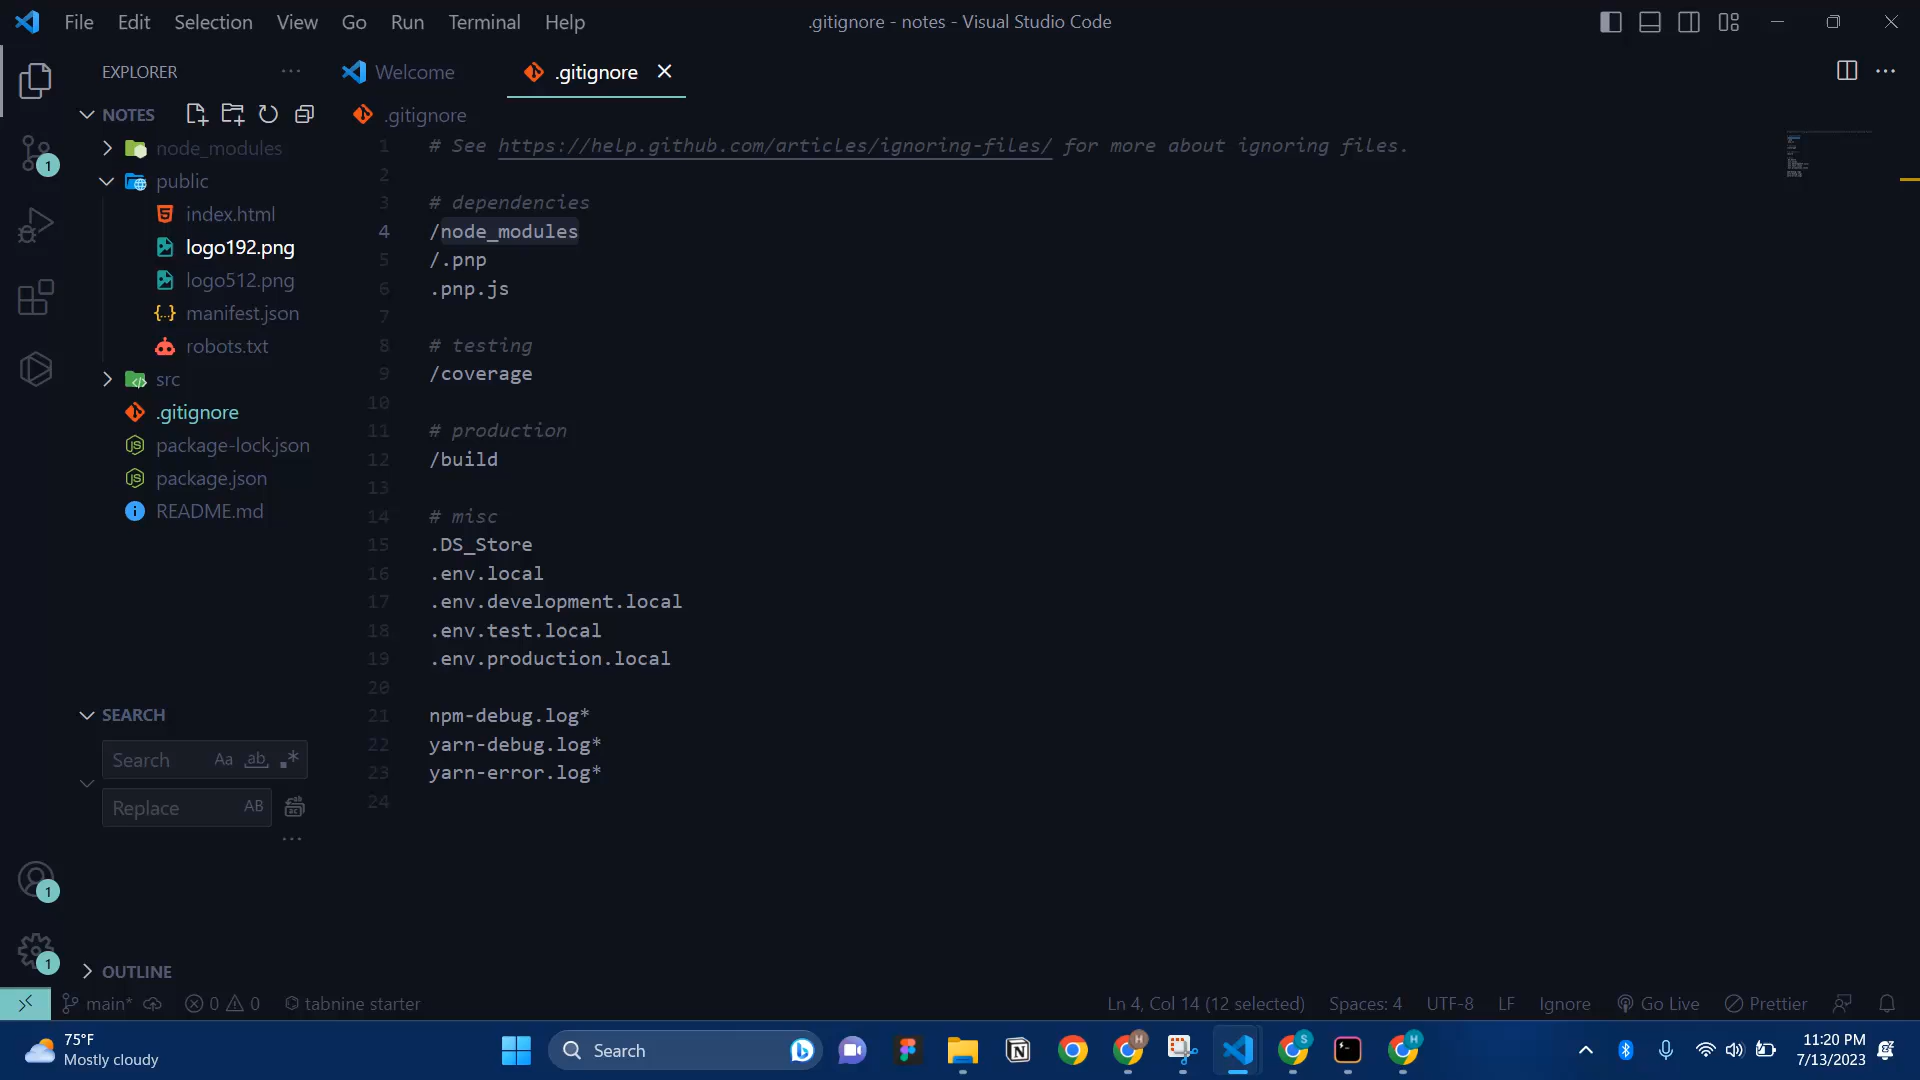 File Edit Selection View Go Run Terminal Help
.gitignore - notes - Visual Studio Code
EXPLORER
Welcome
.gitignore
NOTES
node_modules
public
index.html
logo192.png
logo512.png
manifest.json
robots.txt
src
.gitignore
package-lock.json
package.json
README.md
SEARCH
Search Aa ab
Replace AB
OUTLINE
1
1
1
.gitignore
1 # See https://help.github.com/articles/ignoring-files/ for more about ignoring files.
2
3 # dependencies
4 /node_modules
5 /.pnp
6 .pnp.js
7
8 # testing
9 /coverage
10
11 # production
12 /build
13
14 # misc
15 .DS_Store
16 .env.local
17 .env.development.local
18 .env.test.local
19 .env.production.local
20
21 npm-debug.log*
22 yarn-debug.log*
23 yarn-error.log*
24
main* 0 0 tabnine starter
Ln 4, Col 14 (12 selected) Spaces: 4 UTF-8 LF Ignore Go Live Prettier
75°F
Mostly cloudy
Search
H
S
H
11:20 PM
7/13/2023